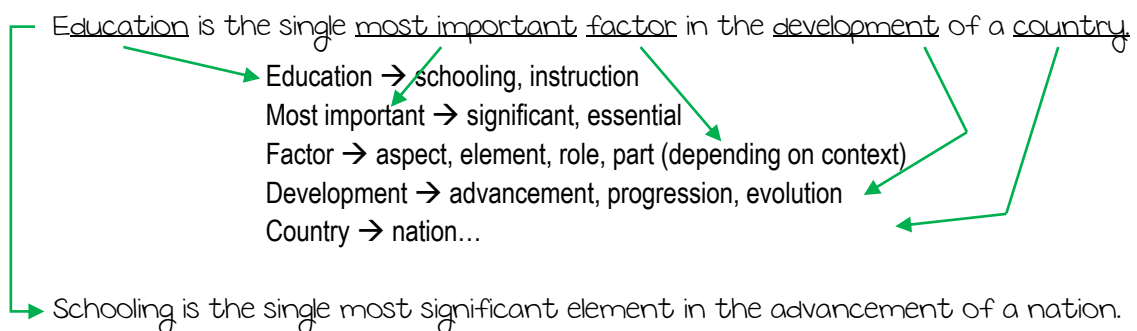 Education is the single most important factor in the development of a country.
Education → schooling, instruction
Most important → significant, essential
Factor → aspect, element, role, part (depending on context)
Development → advancement, progression, evolution
Country → nation…
Schooling is the single most significant element in the advancement of a nation.